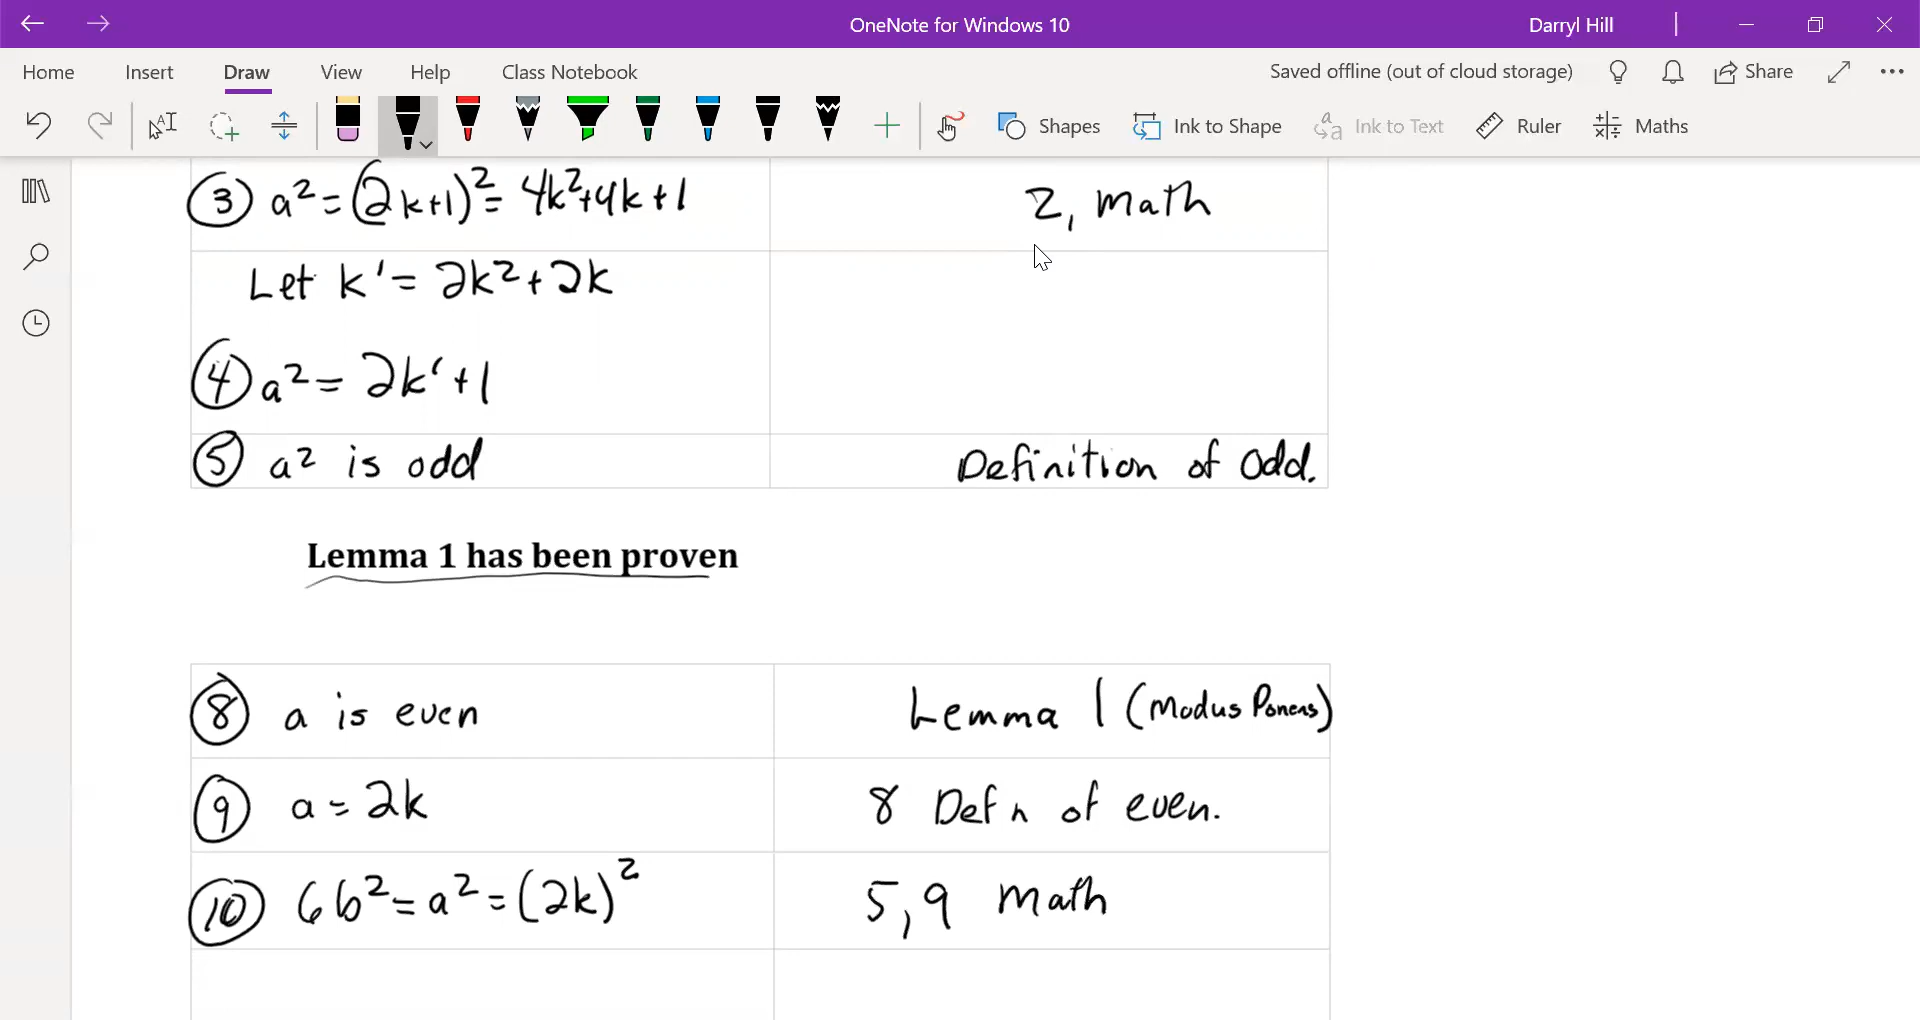 OneNote for Windows 10
Darryl Hill
Home Insert Draw View Help Class Notebook
Saved offline (out of cloud storage)
Share
Shapes Ink to Shape Ink to Text Ruler Maths
③ a² = (2k+1)² = 4k²+4k+1 2, math
Let k' = 2k²+2k
④ a² = 2k'+1
⑤ a² is odd Definition of Odd.
Lemma 1 has been proven
⑧ a is even Lemma 1 (Modus Ponens)
⑨ a = 2k 8 Defn of even.
⑩ 6b² = a² = (2k)² 5,9 Math